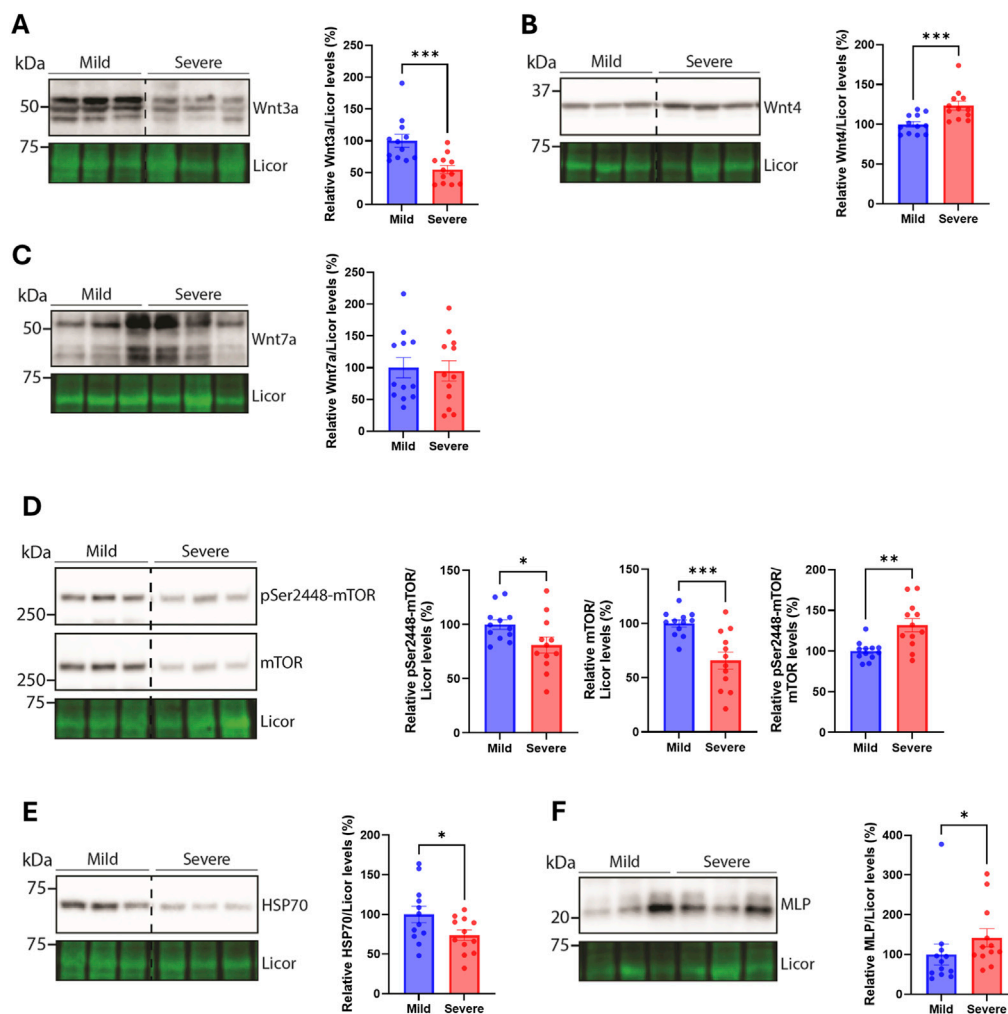 A
kDa
Mild
Severe
50
Wnt3a
75
Licor
Relative Wnt3a/Licor levels (%)
250
200
150
100
50
0
***
Mild
Severe
B
kDa
Mild
Severe
37
Wnt4
75
Licor
Relative Wnt4/Licor levels (%)
250
200
150
100
50
0
***
Mild
Severe
C
kDa
Mild
Severe
50
Wnt7a
75
Licor
Relative Wnt7a/Licor levels (%)
250
200
150
100
50
0
Mild
Severe
D
kDa
Mild
Severe
250
pSer2448-mTOR
250
mTOR
75
Licor
Relative pSer2448-mTOR/
Licor levels (%)
150
100
50
0
*
Mild
Severe
Relative mTOR/
Licor levels (%)
150
100
50
0
***
Mild
Severe
Relative pSer2448-mTOR/
mTOR levels (%)
200
150
100
50
0
**
Mild
Severe
E
kDa
Mild
Severe
75
HSP70
75
Licor
Relative HSP70/Licor levels (%)
200
150
100
50
0
*
Mild
Severe
F
kDa
Mild
Severe
20
MLP
75
Licor
Relative MLP/Licor levels (%)
400
300
200
100
0
*
Mild
Severe